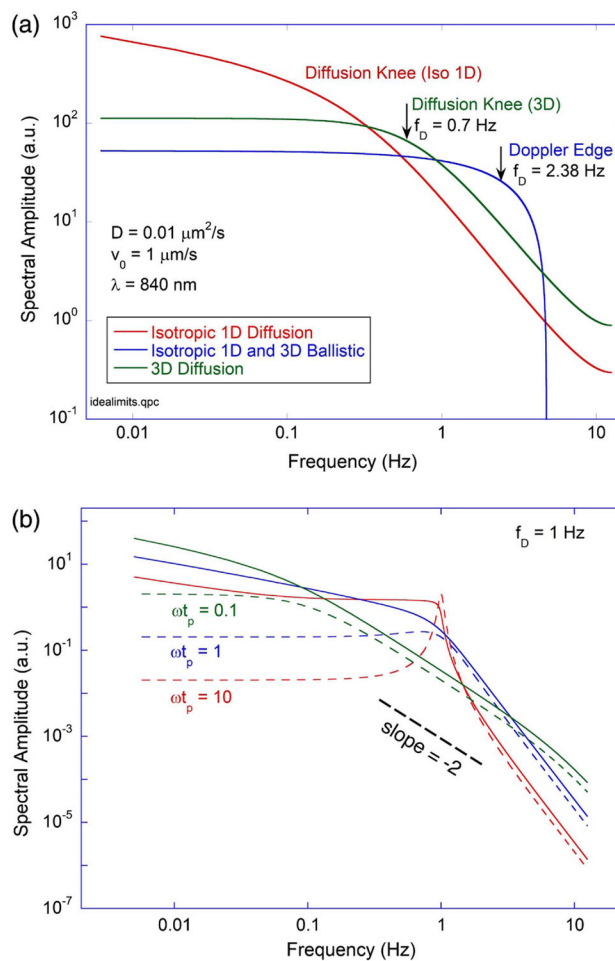 (a)
10³
10²
10¹
10⁰
10⁻¹
Spectral Amplitude (a.u.)
Diffusion Knee (Iso 1D)
Diffusion Knee (3D)
f_D = 0.7 Hz
Doppler Edge
f_D = 2.38 Hz
D = 0.01 μm²/s
v₀ = 1 μm/s
λ = 840 nm
Isotropic 1D Diffusion
Isotropic 1D and 3D Ballistic
3D Diffusion
idealimits.qpc
0.01 0.1 1 10
Frequency (Hz)
(b)
f_D = 1 Hz
10¹
10⁻¹
10⁻³
10⁻⁵
10⁻⁷
Spectral Amplitude (a.u.)
ωt_p = 0.1
ωt_p = 1
ωt_p = 10
slope = -2
0.01 0.1 1 10
Frequency (Hz)